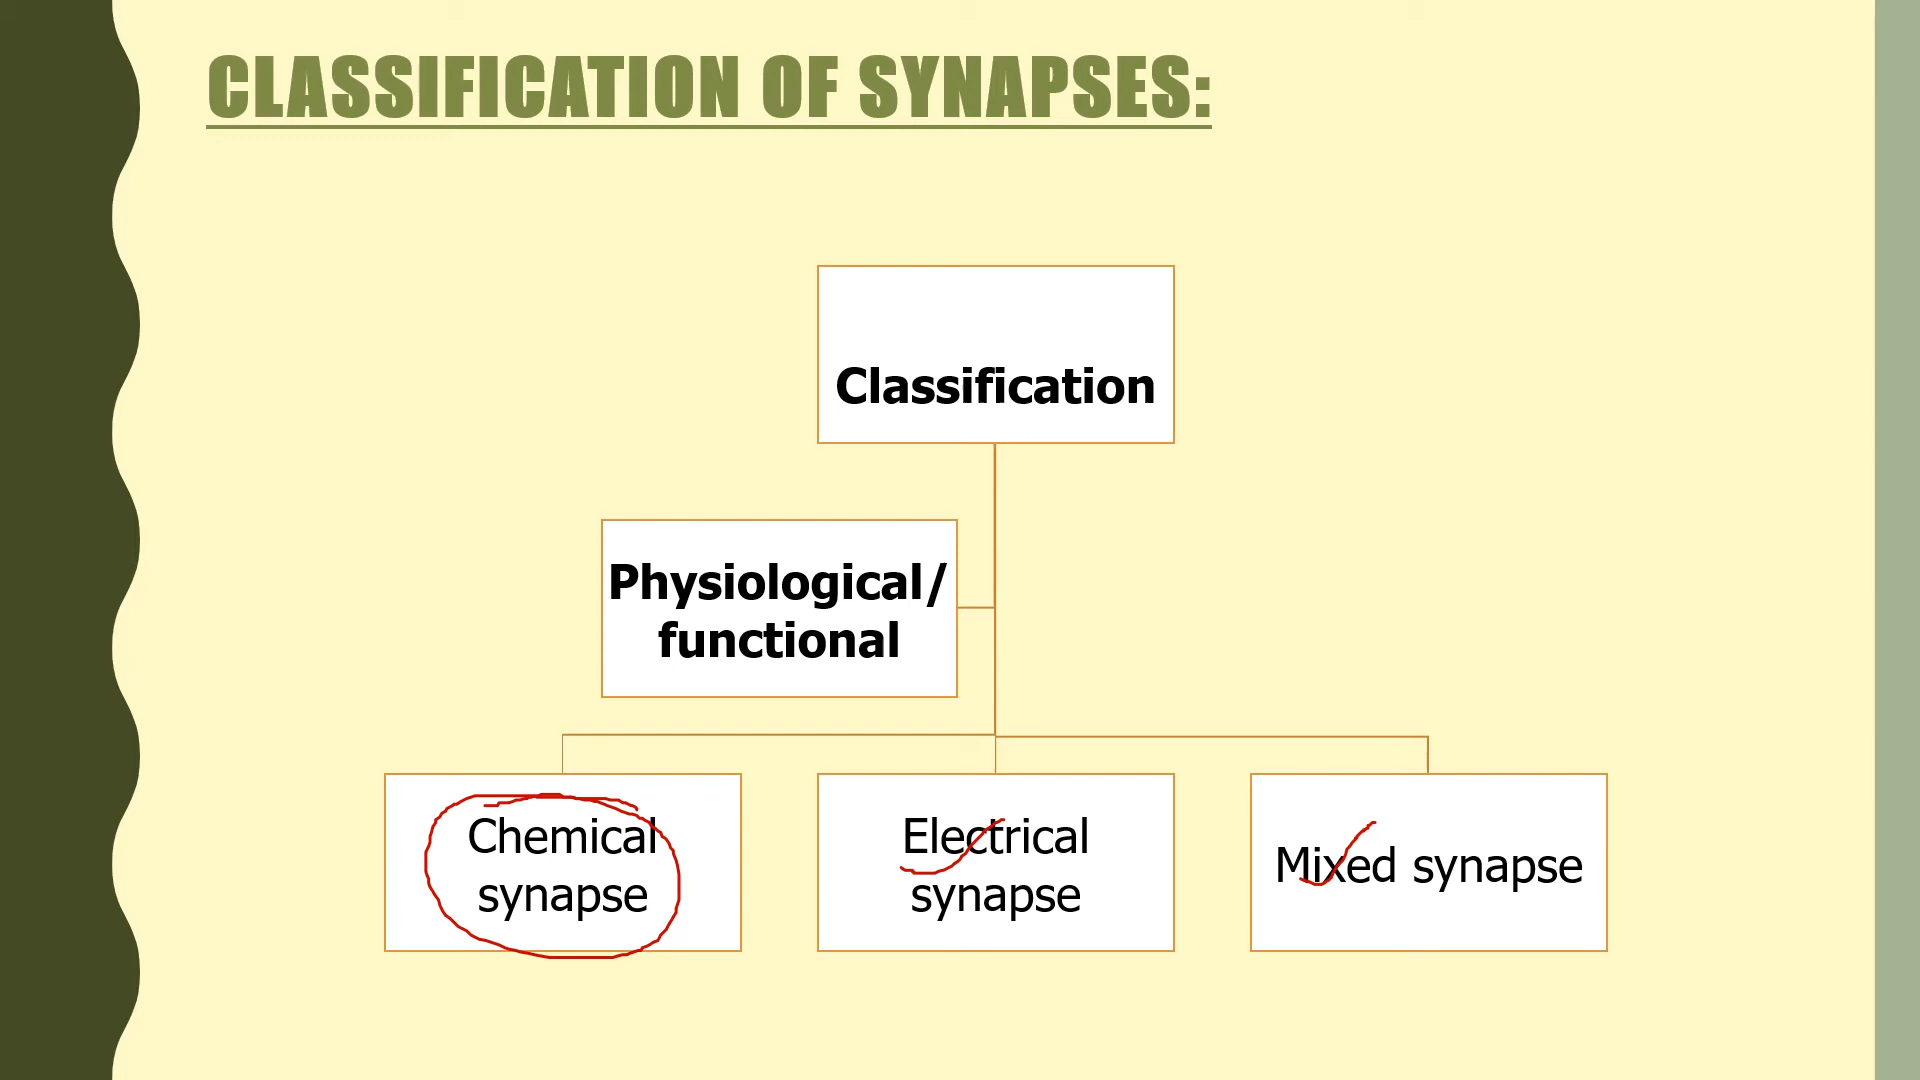 CLASSIFICATION OF SYNAPSES:
Classification
Physiological/
functional
Chemical
synapse
Electrical
synapse
Mixed synapse